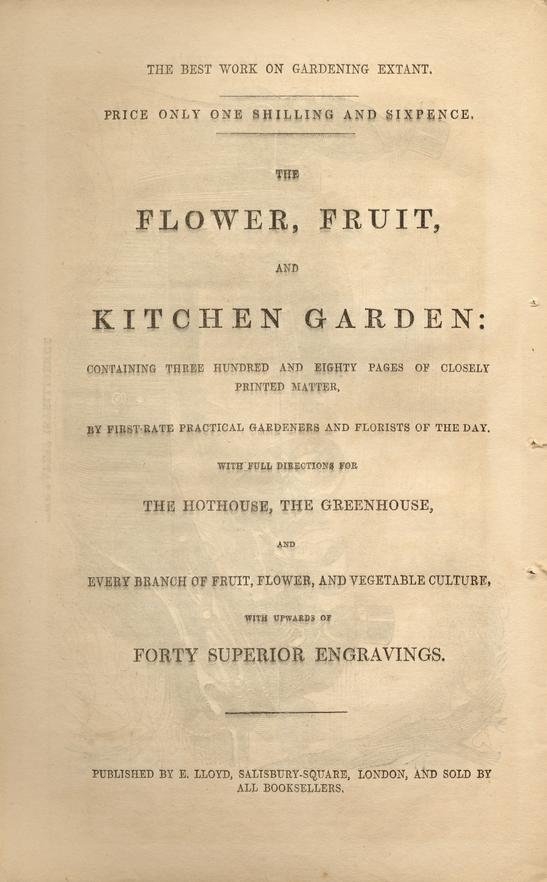 THE BEST WORK ON GARDENING EXTANT.
PRICE ONLY ONE SHILLING AND SIXPENCE.
THE
FLOWER, FRUIT,
AND
KITCHEN GARDEN:
CONTAINING THREE HUNDRED AND EIGHTY PAGES OF CLOSELY
PRINTED MATTER,
BY FIRST-RATE PRACTICAL GARDENERS AND FLORISTS OF THE DAY.
WITH FULL DIRECTIONS FOR
THE HOTHOUSE, THE GREENHOUSE,
AND
EVERY BRANCH OF FRUIT, FLOWER, AND VEGETABLE CULTURE,
WITH UPWARDS OF
FORTY SUPERIOR ENGRAVINGS.
PUBLISHED BY E. LLOYD, SALISBURY-SQUARE, LONDON, AND SOLD BY
ALL BOOKSELLERS.